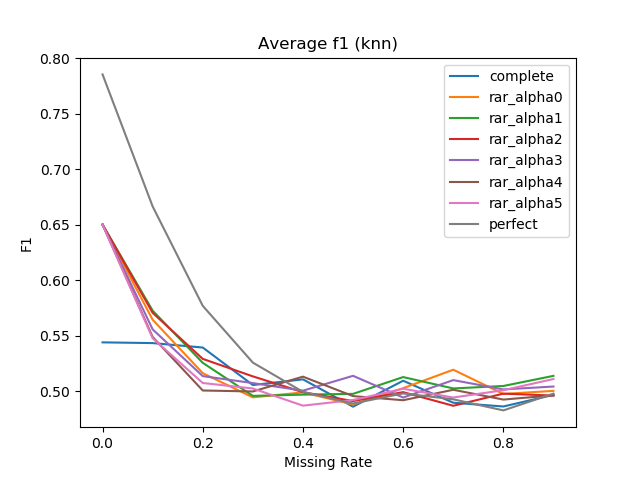 Average f1 (knn)
0.80
0.75
0.70
0.65
0.60
0.55
0.50
F1
complete
rar_alpha0
rar_alpha1
rar_alpha2
rar_alpha3
rar_alpha4
rar_alpha5
perfect
0.0 0.2 0.4 0.6 0.8
Missing Rate